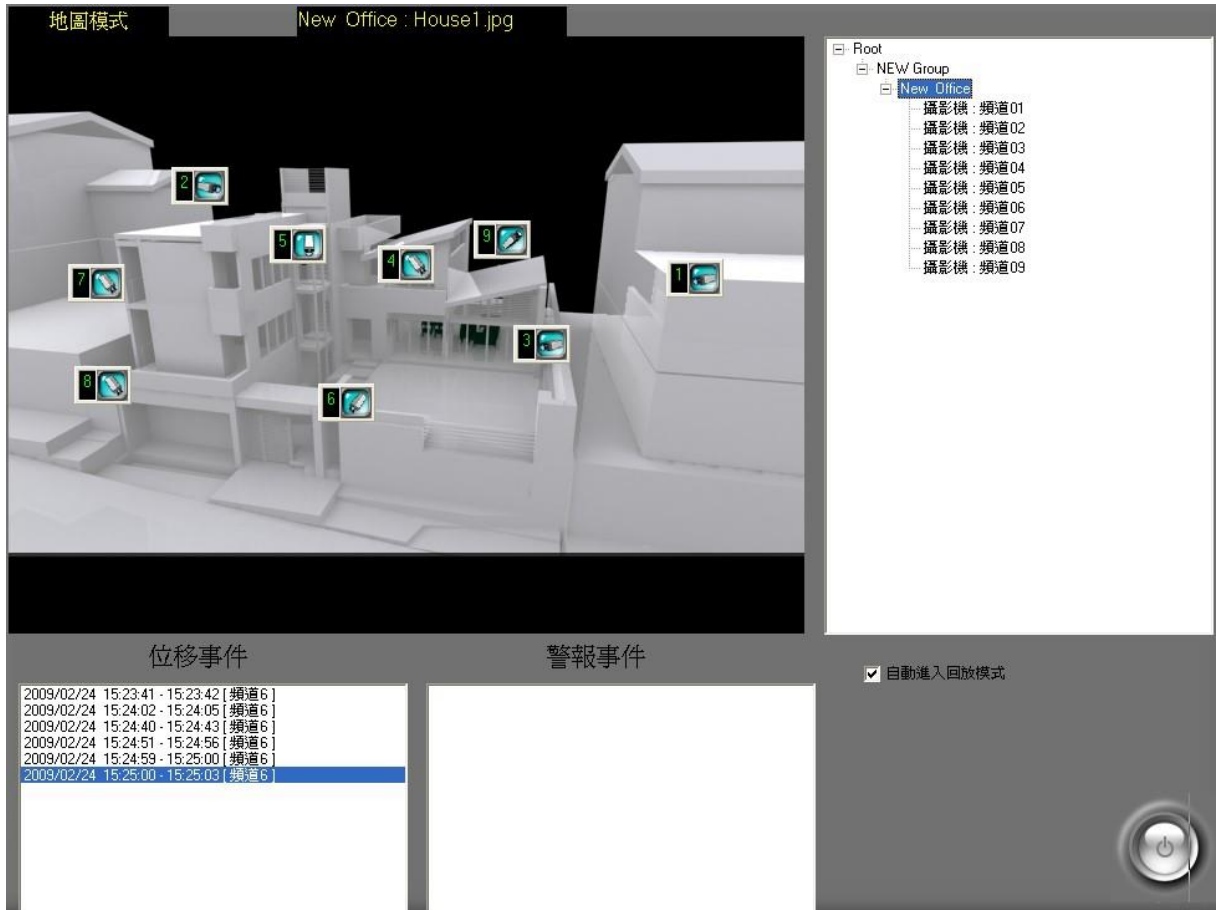 地圖模式
New Office : House1.jpg
Root
NEW Group
New Office
攝影機 : 頻道01
攝影機 : 頻道02
攝影機 : 頻道03
攝影機 : 頻道04
攝影機 : 頻道05
攝影機 : 頻道06
攝影機 : 頻道07
攝影機 : 頻道08
攝影機 : 頻道09
2
5
9
4
1
7
3
8
6
位移事件
警報事件
自動進入回放模式
2009/02/24 15:23:41 - 15:23:42 [ 頻道6 ]
2009/02/24 15:24:02 - 15:24:05 [ 頻道6 ]
2009/02/24 15:24:40 - 15:24:43 [ 頻道6 ]
2009/02/24 15:24:51 - 15:24:56 [ 頻道6 ]
2009/02/24 15:24:59 - 15:25:00 [ 頻道6 ]
2009/02/24 15:25:00 - 15:25:03 [ 頻道6 ]